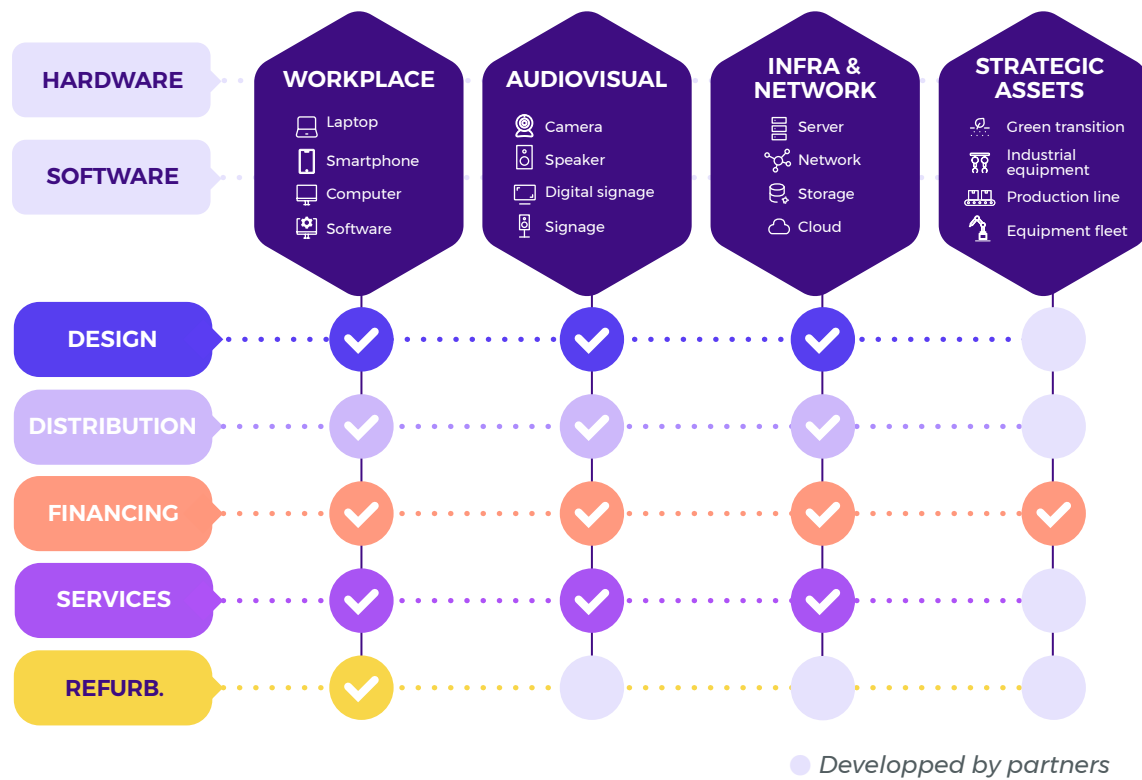 HARDWARE
SOFTWARE
WORKPLACE
Laptop
Smartphone
Computer
Software
AUDIOVISUAL
Camera
Speaker
Digital signage
Signage
INFRA &
NETWORK
Server
Network
Storage
Cloud
STRATEGIC
ASSETS
Green transition
Industrial
equipment
Production line
Equipment fleet
DESIGN
DISTRIBUTION
FINANCING
SERVICES
REFURB.
Developped by partners